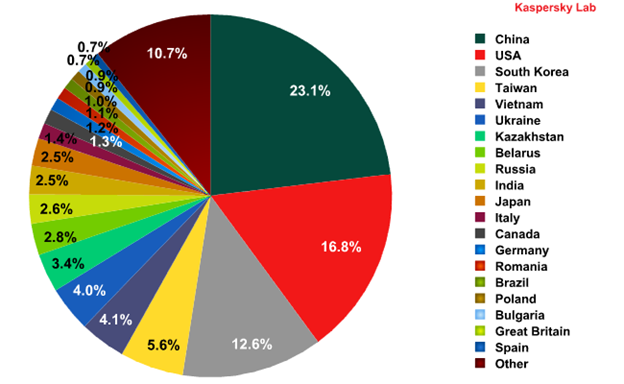 Kaspersky Lab
China
USA
South Korea
Taiwan
Vietnam
Ukraine
Kazakhstan
Belarus
Russia
India
Japan
Italy
Canada
Germany
Romania
Brazil
Poland
Bulgaria
Great Britain
Spain
Other
23.1%
16.8%
12.6%
5.6%
4.1%
4.0%
3.4%
2.8%
2.6%
2.5%
2.5%
1.4%
1.3%
1.2%
1.1%
1.0%
0.9%
0.9%
0.7%
0.7%
10.7%